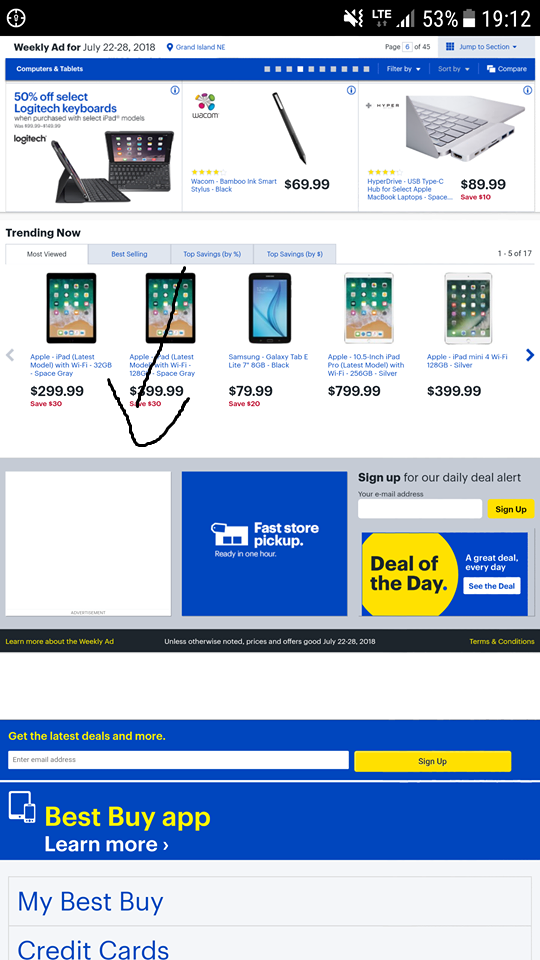 LTE 53% 19:12
Weekly Ad for July 22-28, 2018 Grand Island NE Page 6 of 45 Jump to Section
Computers & Tablets Filter by Sort by Compare
50% off select
Logitech keyboards
when purchased with select iPad® models
Was $99.99-$149.99
logitech
wacom
Wacom - Bamboo Ink Smart
Stylus - Black
$69.99
HYPER
HyperDrive - USB Type-C
Hub for Select Apple
MacBook Laptops - Space...
$89.99
Save $10
Trending Now
Most Viewed Best Selling Top Savings (by %) Top Savings (by $) 1 - 5 of 17
Apple - iPad (Latest
Model) with Wi-Fi - 32GB
- Space Gray
$299.99
Save $30
Apple - iPad (Latest
Model) with Wi-Fi -
128GB - Space Gray
$399.99
Save $30
Samsung - Galaxy Tab E
Lite 7" 8GB - Black
$79.99
Save $20
Apple - 10.5-Inch iPad
Pro (Latest Model) with
Wi-Fi - 256GB - Silver
$799.99
Apple - iPad mini 4 Wi-Fi
128GB - Silver
$399.99
ADVERTISEMENT
Fast store
pickup.
Ready in one hour.
Sign up for our daily deal alert
Your e-mail address
Sign Up
Deal of
the Day.
A great deal,
every day
See the Deal
Learn more about the Weekly Ad Unless otherwise noted, prices and offers good July 22-28, 2018 Terms & Conditions
Get the latest deals and more.
Enter email address Sign Up
Best Buy app
Learn more ›
My Best Buy
Credit Cards